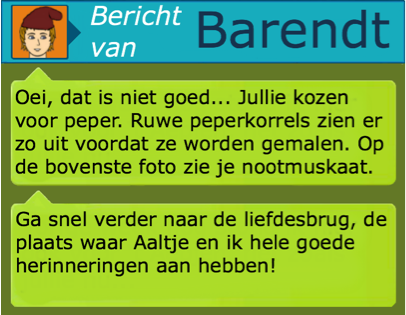 Bericht
van
Barendt
Oei, dat is niet goed... Jullie kozen
voor peper. Ruwe peperkorrels zien er
zo uit voordat ze worden gemalen. Op
de bovenste foto zie je nootmuskaat.
Ga snel verder naar de liefdesbrug, de
plaats waar Aaltje en ik hele goede
herinneringen aan hebben!